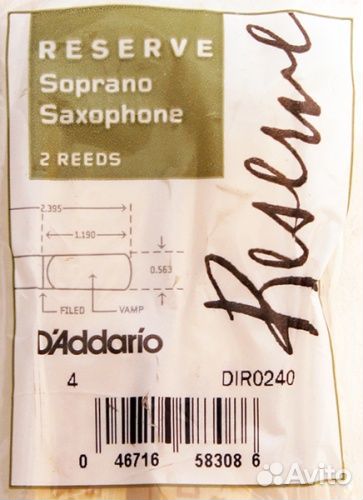 RESERVE
Soprano
Saxophone
2 REEDS
Reserve
2.395
1.190
0.563
FILED
VAMP
D'Addario
4
DIR0240
0 46716 58308 6
Avito